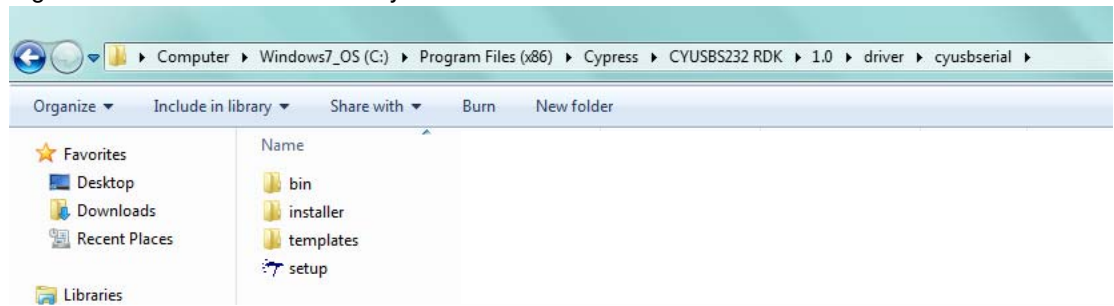 Computer ▸ Windows7_OS (C:) ▸ Program Files (x86) ▸ Cypress ▸ CYUSBS232 RDK ▸ 1.0 ▸ driver ▸ cyusbserial ▸
Organize ▾ Include in library ▾ Share with ▾ Burn New folder
Favorites
Desktop
Downloads
Recent Places
Libraries
Name
bin
installer
templates
setup